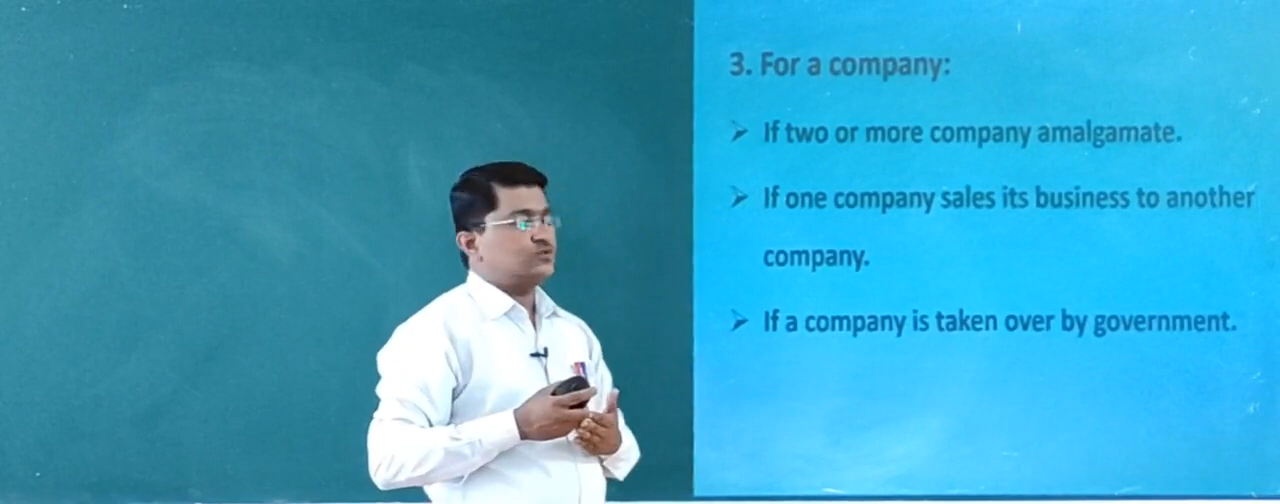 3. For a company:
➢ If two or more company amalgamate.
➢ If one company sales its business to another
company.
➢ If a company is taken over by government.